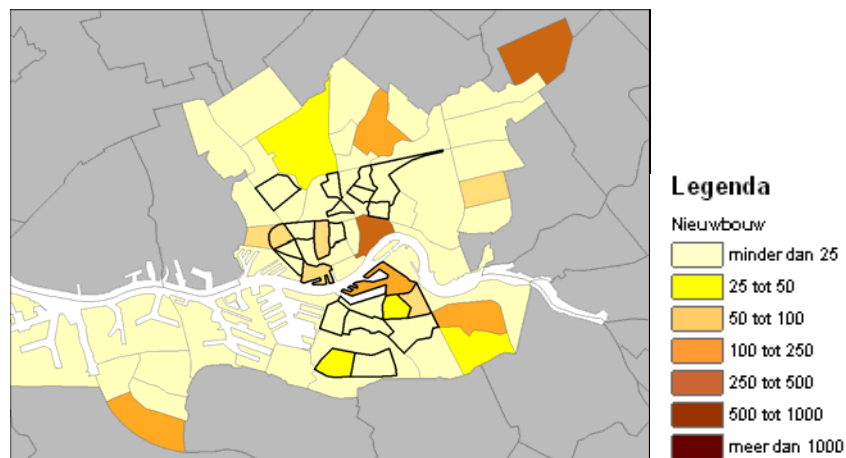 Legenda
Nieuwbouw
minder dan 25
25 tot 50
50 tot 100
100 tot 250
250 tot 500
500 tot 1000
meer dan 1000